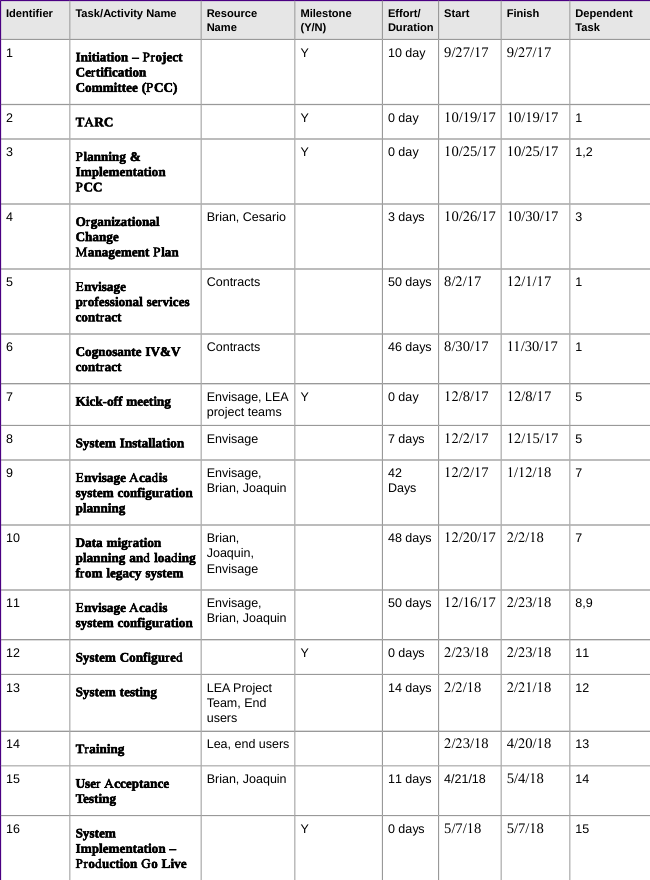 Identifier Task/Activity Name Resource Name Milestone (Y/N) Effort/ Duration Start Finish Dependent Task
1 Initiation – Project Certification Committee (PCC) Y 10 day 9/27/17 9/27/17
2 TARC Y 0 day 10/19/17 10/19/17 1
3 Planning & Implementation PCC Y 0 day 10/25/17 10/25/17 1,2
4 Organizational Change Management Plan Brian, Cesario 3 days 10/26/17 10/30/17 3
5 Envisage professional services contract Contracts 50 days 8/2/17 12/1/17 1
6 Cognosante IV&V contract Contracts 46 days 8/30/17 11/30/17 1
7 Kick-off meeting Envisage, LEA project teams Y 0 day 12/8/17 12/8/17 5
8 System Installation Envisage 7 days 12/2/17 12/15/17 5
9 Envisage Acadis system configuration planning Envisage, Brian, Joaquin 42 Days 12/2/17 1/12/18 7
10 Data migration planning and loading from legacy system Brian, Joaquin, Envisage 48 days 12/20/17 2/2/18 7
11 Envisage Acadis system configuration Envisage, Brian, Joaquin 50 days 12/16/17 2/23/18 8,9
12 System Configured Y 0 days 2/23/18 2/23/18 11
13 System testing LEA Project Team, End users 14 days 2/2/18 2/21/18 12
14 Training Lea, end users 2/23/18 4/20/18 13
15 User Acceptance Testing Brian, Joaquin 11 days 4/21/18 5/4/18 14
16 System Implementation – Production Go Live Y 0 days 5/7/18 5/7/18 15